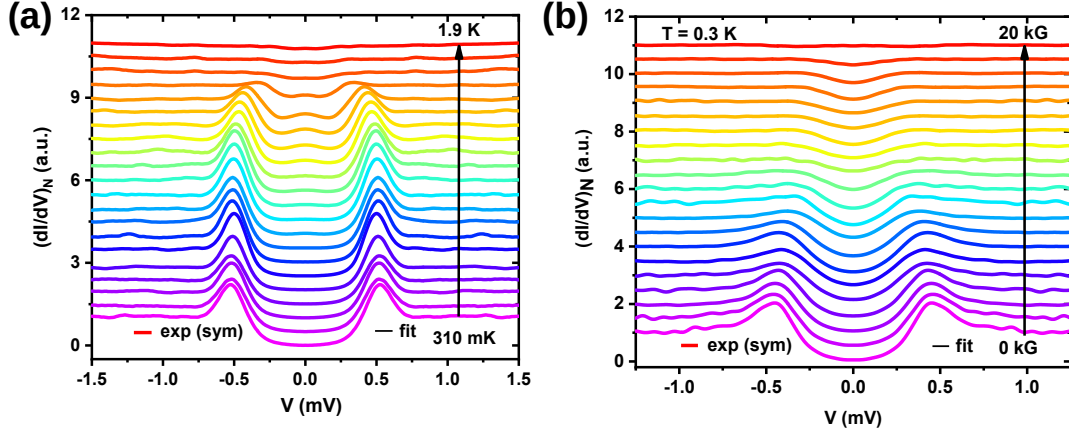 (a)
12
9
6
3
0
(dI/dV)N (a.u.)
1.9 K
310 mK
exp (sym)
fit
-1.5 -1.0 -0.5 0.0 0.5 1.0 1.5
V (mV)
(b)
12
10
8
6
4
2
0
(dI/dV)N (a.u.)
T = 0.3 K
20 kG
0 kG
exp (sym)
fit
-1.0 -0.5 0.0 0.5 1.0
V (mV)